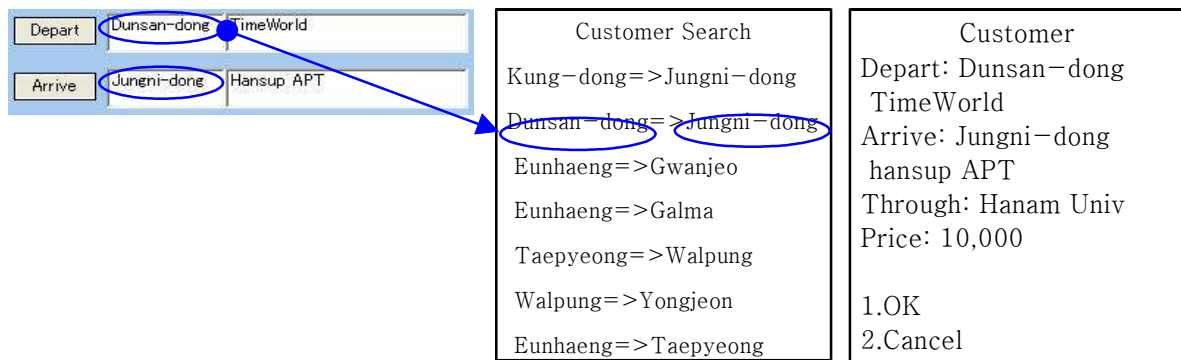 Depart Dunsan-dong TimeWorld
Arrive Jungni-dong Hansup APT
Customer Search
Kung-dong=>Jungni-dong
Dunsan-dong=>Jungni-dong
Eunhaeng=>Gwanjeo
Eunhaeng=>Galma
Taepyeong=>Walpung
Walpung=>Yongjeon
Eunhaeng=>Taepyeong
Customer
Depart: Dunsan-dong
TimeWorld
Arrive: Jungni-dong
hansup APT
Through: Hanam Univ
Price: 10,000
1.OK
2.Cancel